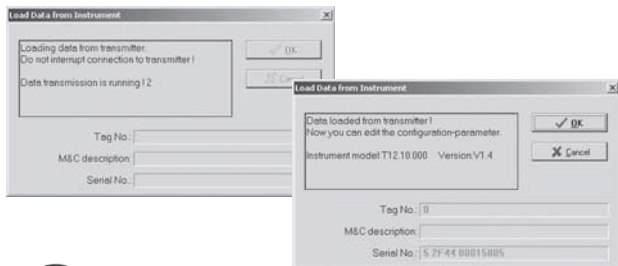 Load Data from Instrument
Loading data from transmitter.
Do not interrupt connection to transmitter !
Data transmission is running ! 2
OK
Tag No.:
M&C description:
Serial No.:
Load Data from Instrument
Data loaded from transmitter !
Now you can edit the configuration-parameter.
Instrument model:T12.10.000 Version:V1.4
OK
Cancel
Tag No.: 0
M&C description:
Serial No.: S 2F44 00015805